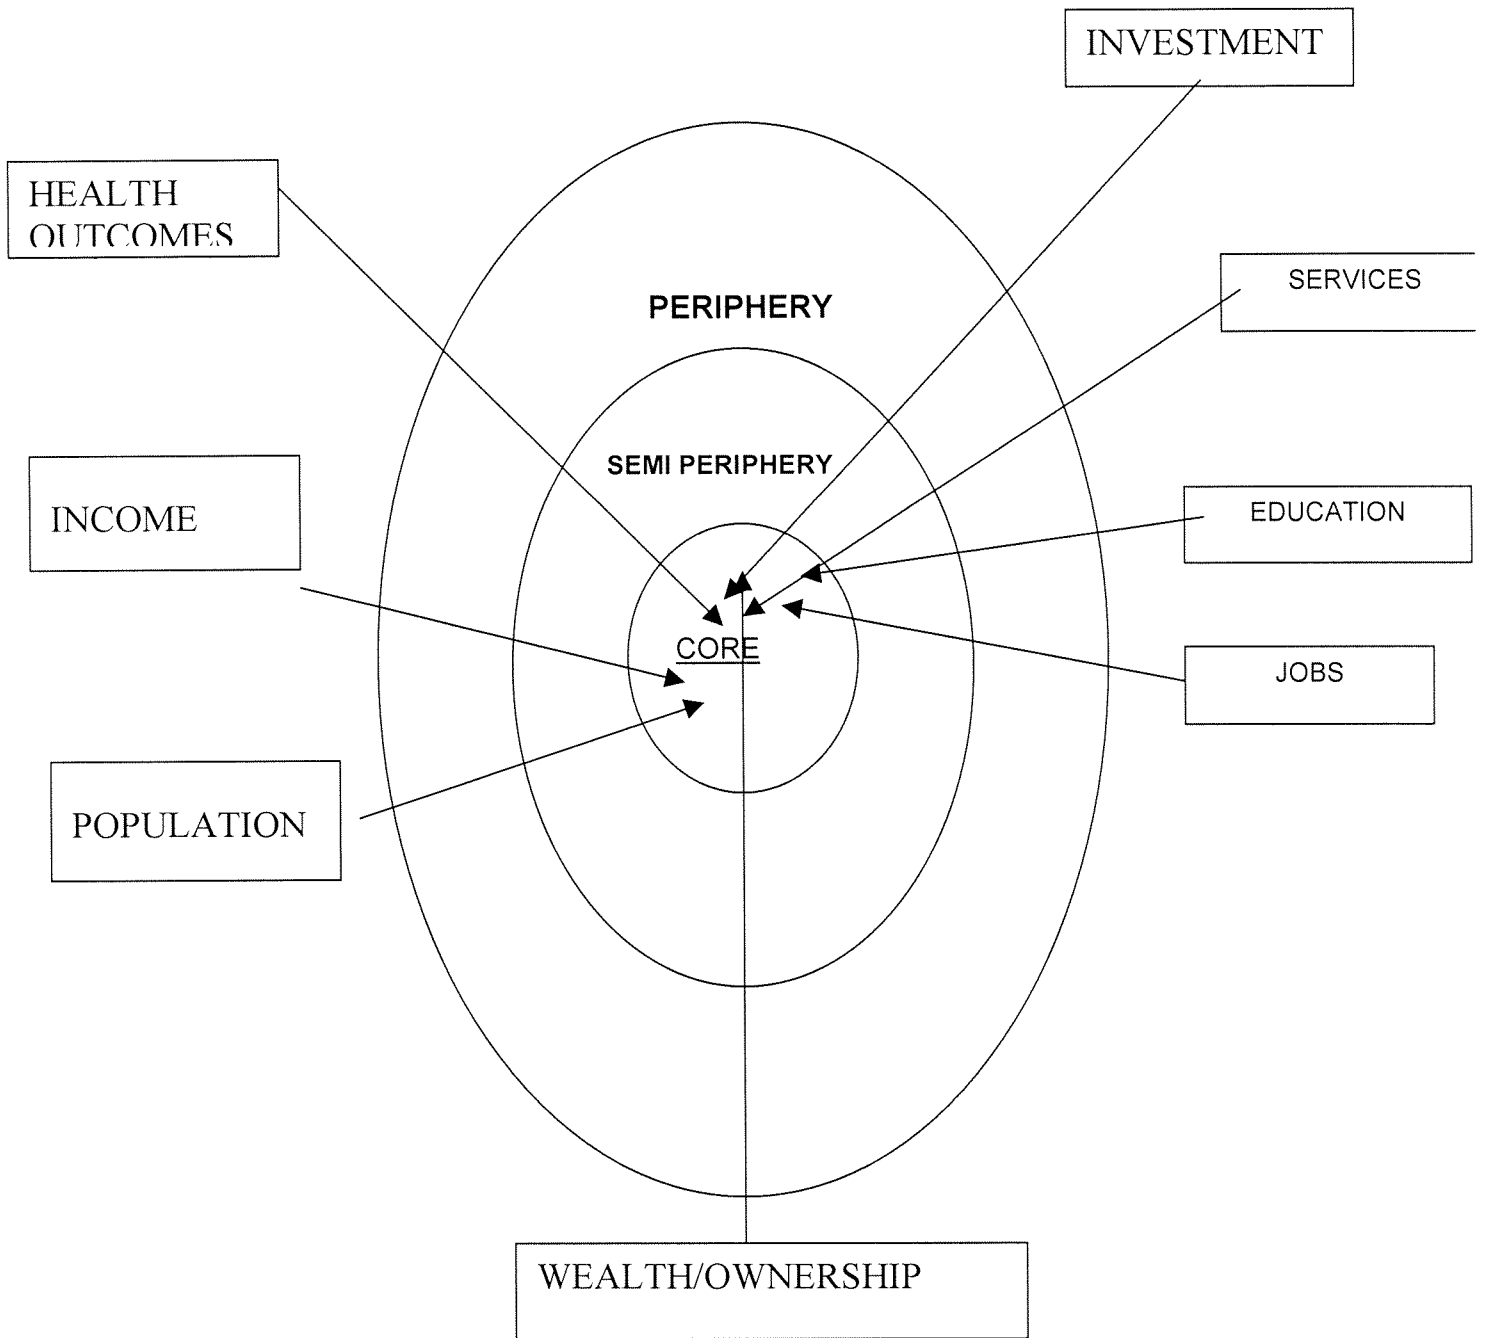 INVESTMENT
HEALTH
OUTCOMES
SERVICES
PERIPHERY
SEMI PERIPHERY
INCOME
EDUCATION
CORE
JOBS
POPULATION
WEALTH/OWNERSHIP